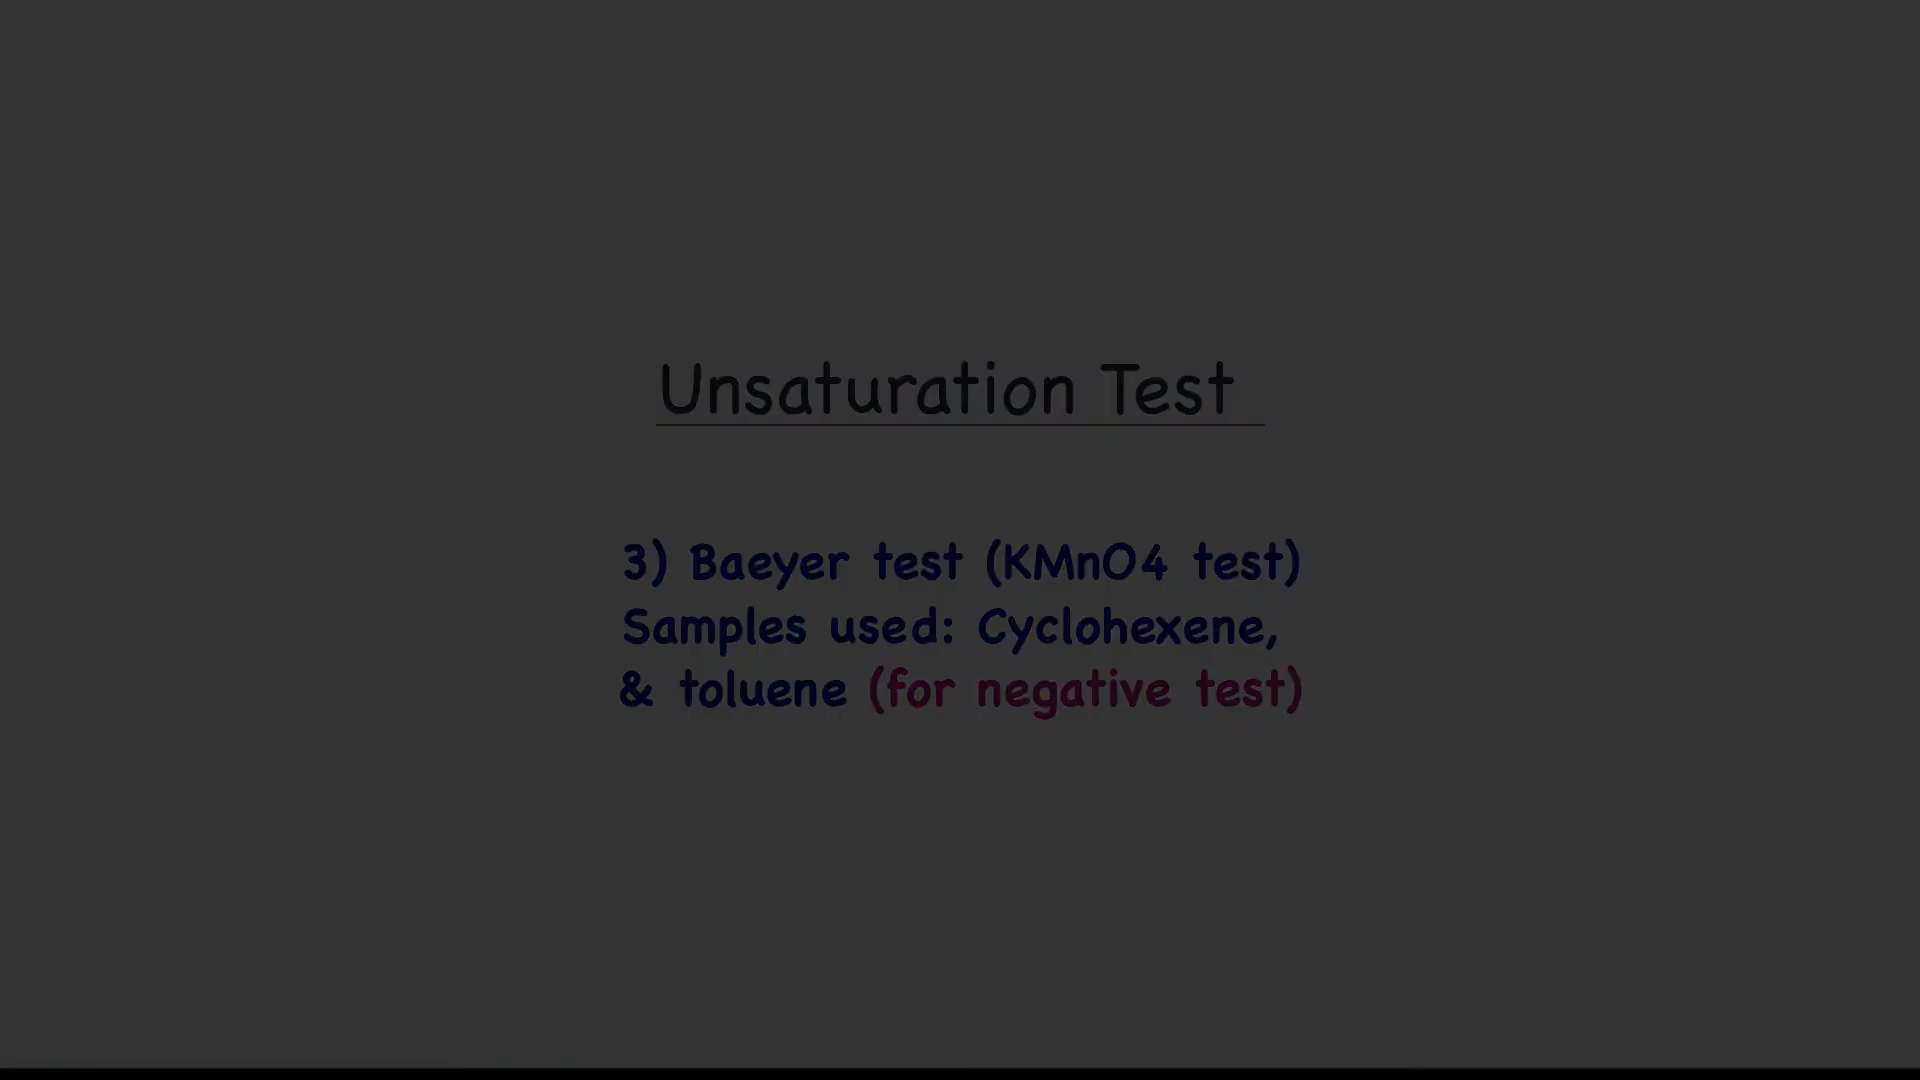 Unsaturation Test
3) Baeyer test (KMnO4 test)
Samples used: Cyclohexene,
& toluene (for negative test)